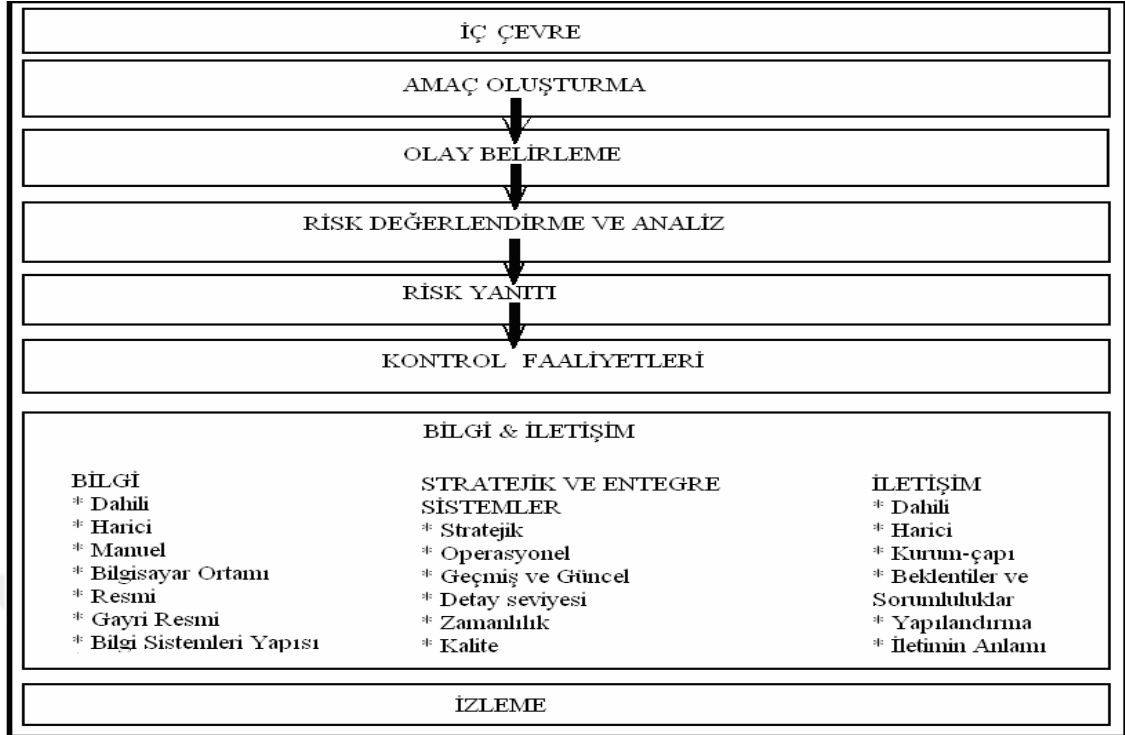 İÇ ÇEVRE
AMAÇ OLUŞTURMA
OLAY BELİRLEME
RİSK DEĞERLENDİRME VE ANALİZ
RİSK YANITI
KONTROL FAALİYETLERİ
BİLGİ & İLETİŞİM
BİLGİ
* Dahili
* Harici
* Manuel
* Bilgisayar Ortamı
* Resmi
* Gayri Resmi
* Bilgi Sistemleri Yapısı
STRATEJİK VE ENTEGRE
SİSTEMLER
* Stratejik
* Operasyonel
* Geçmiş ve Güncel
* Detay seviyesi
* Zamanlılık
* Kalite
İLETİŞİM
* Dahili
* Harici
* Kurum-çapı
* Beklentiler ve
Sorumluluklar
* Yapılandırma
* İletimin Anlamı
İZLEME